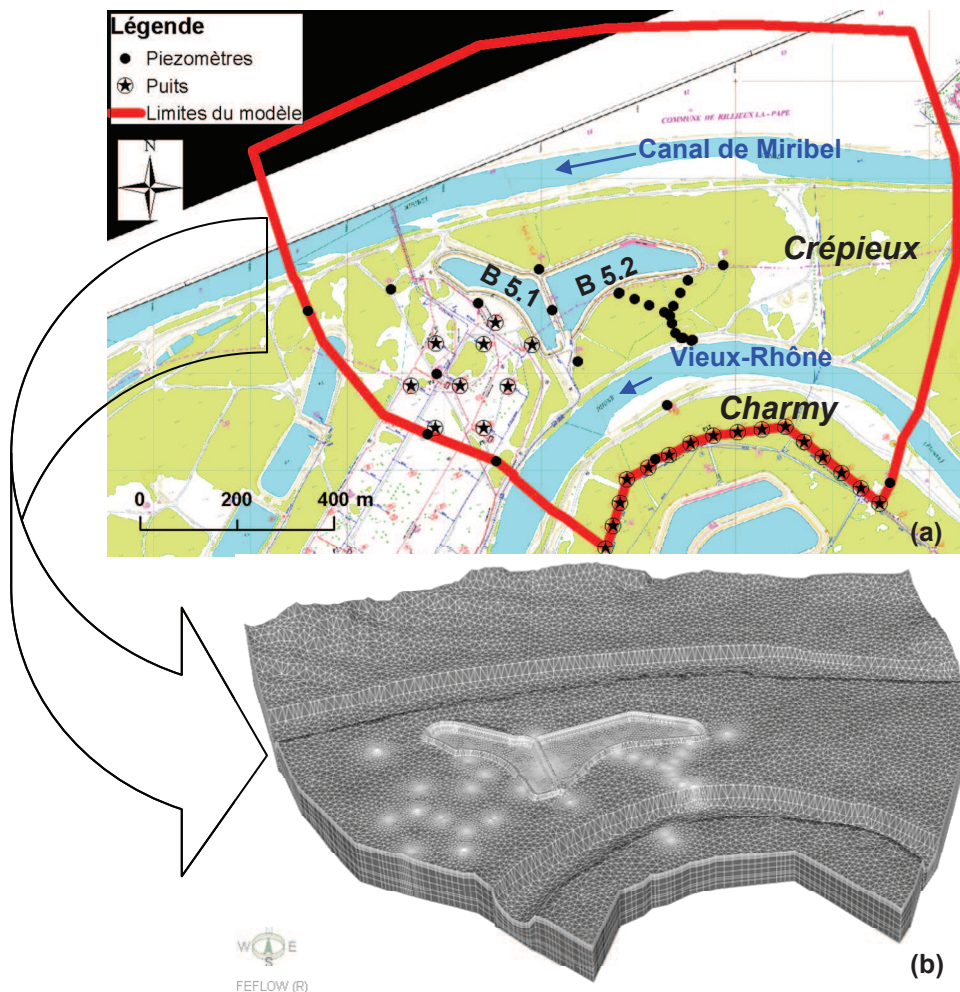 Légende
Piezomètres
Puits
Limites du modèle
N
COMMUNE DE RILLIEUX LA-PAPE
Canal de Miribel
Crépieux
B 5.1
B 5.2
Vieux-Rhône
Charmy
0 200 400 m
(a)
W E
S
FEFLOW (R)
(b)